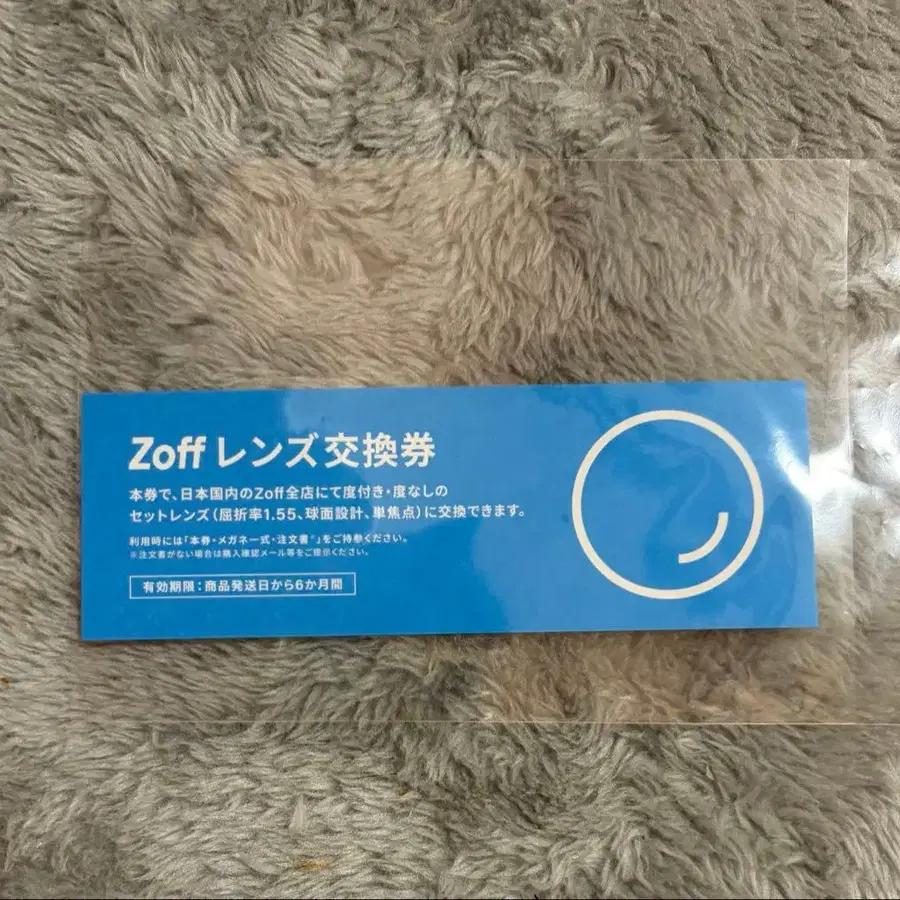 Zoff レンズ交換券
本券で、日本国内のZoff全店にて度付き・度なしの
セットレンズ（屈折率1.55、球面設計、単焦点）に交換できます。
利用時には「本券・メガネ一式・注文書※」をご持参ください。
※注文書がない場合は購入確認メール等をご提示ください。
有効期限：商品発送日から6か月間